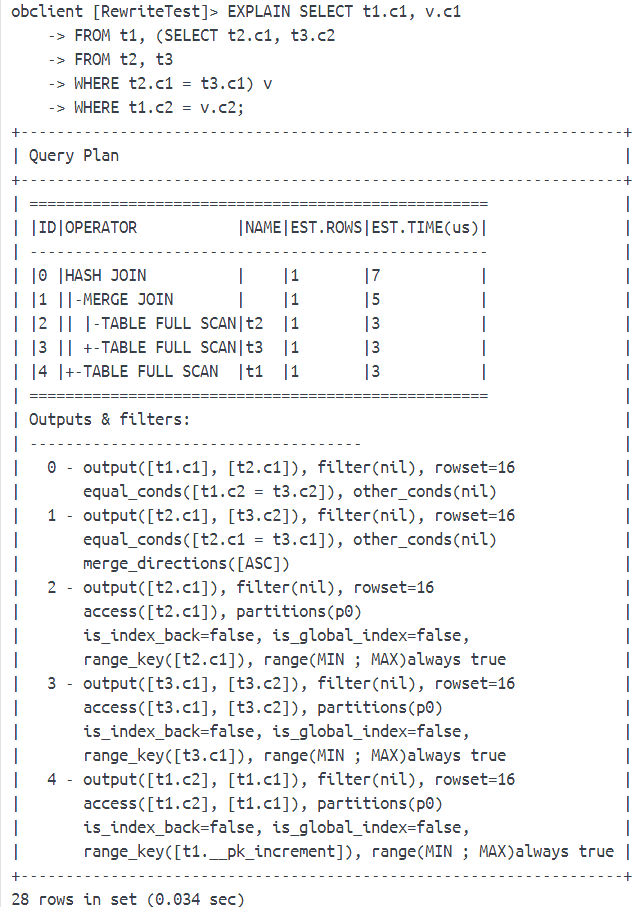 obclient [RewriteTest]> EXPLAIN SELECT t1.c1, v.c1
    -> FROM t1, (SELECT t2.c1, t3.c2
    -> FROM t2, t3
    -> WHERE t2.c1 = t3.c1) v
    -> WHERE t1.c2 = v.c2;
+------------------------------------------------------------------+
| Query Plan                                                       |
+------------------------------------------------------------------+
| ===================================================              |
| |ID|OPERATOR           |NAME|EST.ROWS|EST.TIME(us)|              |
| ---------------------------------------------------              |
| |0 |HASH JOIN          |    |1       |7           |              |
| |1 ||-MERGE JOIN       |    |1       |5           |              |
| |2 || |-TABLE FULL SCAN|t2  |1       |3           |              |
| |3 || +-TABLE FULL SCAN|t3  |1       |3           |              |
| |4 |+-TABLE FULL SCAN  |t1  |1       |3           |              |
| ===================================================              |
| Outputs & filters:                                               |
| -------------------------------------                            |
|   0 - output([t1.c1], [t2.c1]), filter(nil), rowset=16           |
|       equal_conds([t1.c2 = t3.c2]), other_conds(nil)             |
|   1 - output([t2.c1], [t3.c2]), filter(nil), rowset=16           |
|       equal_conds([t2.c1 = t3.c1]), other_conds(nil)             |
|       merge_directions([ASC])                                    |
|   2 - output([t2.c1]), filter(nil), rowset=16                    |
|       access([t2.c1]), partitions(p0)                            |
|       is_index_back=false, is_global_index=false,                |
|       range_key([t2.c1]), range(MIN ; MAX)always true            |
|   3 - output([t3.c1], [t3.c2]), filter(nil), rowset=16           |
|       access([t3.c1], [t3.c2]), partitions(p0)                   |
|       is_index_back=false, is_global_index=false,                |
|       range_key([t3.c1]), range(MIN ; MAX)always true            |
|   4 - output([t1.c2], [t1.c1]), filter(nil), rowset=16           |
|       access([t1.c2], [t1.c1]), partitions(p0)                   |
|       is_index_back=false, is_global_index=false,                |
|       range_key([t1.__pk_increment]), range(MIN ; MAX)always true |
+------------------------------------------------------------------+
28 rows in set (0.034 sec)